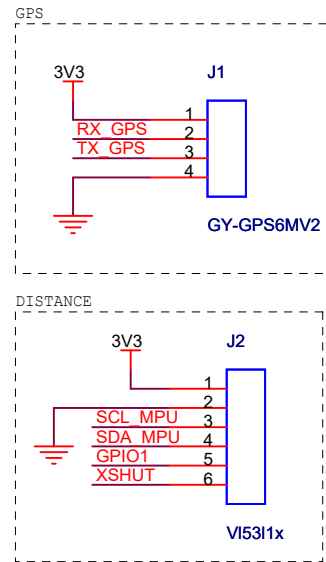 GPS
3V3
J1
1
RX_GPS
2
TX_GPS
3
4
GY-GPS6MV2
DISTANCE
3V3
J2
1
2
SCL_MPU
3
SDA_MPU
4
GPIO1
5
XSHUT
6
Vl53l1x